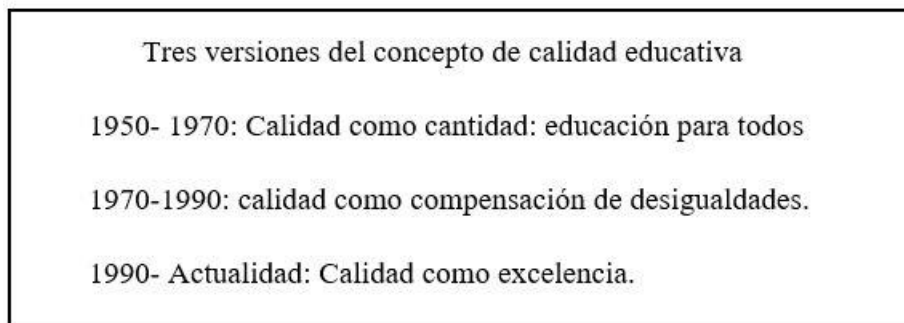 Tres versiones del concepto de calidad educativa
1950- 1970: Calidad como cantidad: educación para todos
1970-1990: calidad como compensación de desigualdades.
1990- Actualidad: Calidad como excelencia.